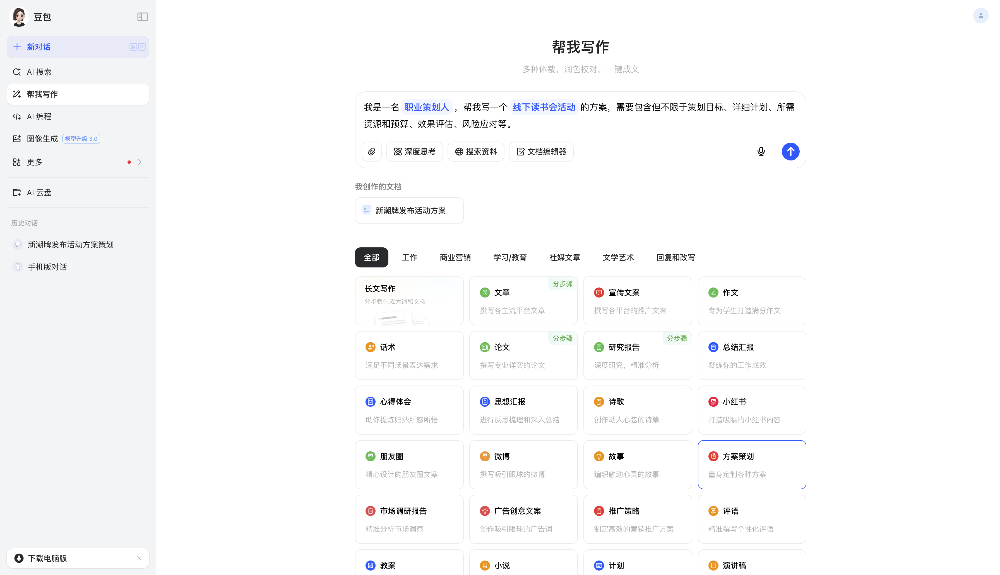 豆包
新对话 ⌘ K
AI 搜索
帮我写作
AI 编程
图像生成 模型升级 3.0
更多
AI 云盘
历史对话
新潮牌发布活动方案策划
手机版对话
下载电脑版
帮我写作
多种体裁，润色校对，一键成文
我是一名 职业策划人 ，帮我写一个 线下读书会活动 的方案，需要包含但不限于策划目标、详细计划、所需
资源和预算、效果评估、风险应对等。
深度思考 搜索资料 文档编辑器
我创作的文档
新潮牌发布活动方案
全部 工作 商业营销 学习/教育 社媒文章 文学艺术 回复和改写
长文写作
分步骤生成大纲和文档
分步骤
文章
撰写各主流平台文章
宣传文案
撰写各平台的推广文案
作文
专为学生打造满分作文
话术
满足不同场景表达需求
分步骤
论文
撰写专业详实的论文
分步骤
研究报告
深度研究，精准分析
总结汇报
凝练你的工作成效
心得体会
助你提炼归纳所感所悟
思想汇报
进行反思梳理和深入总结
诗歌
创作动人心弦的诗篇
小红书
打造吸睛的小红书内容
朋友圈
精心设计的朋友圈文案
微博
撰写吸引眼球的微博
故事
编织触动心灵的故事
方案策划
量身定制各种方案
市场调研报告
精准分析市场洞察
广告创意文案
创作吸引眼球的广告词
推广策略
制定高效的营销推广方案
评语
精准撰写个性化评语
教案
小说
计划
演讲稿